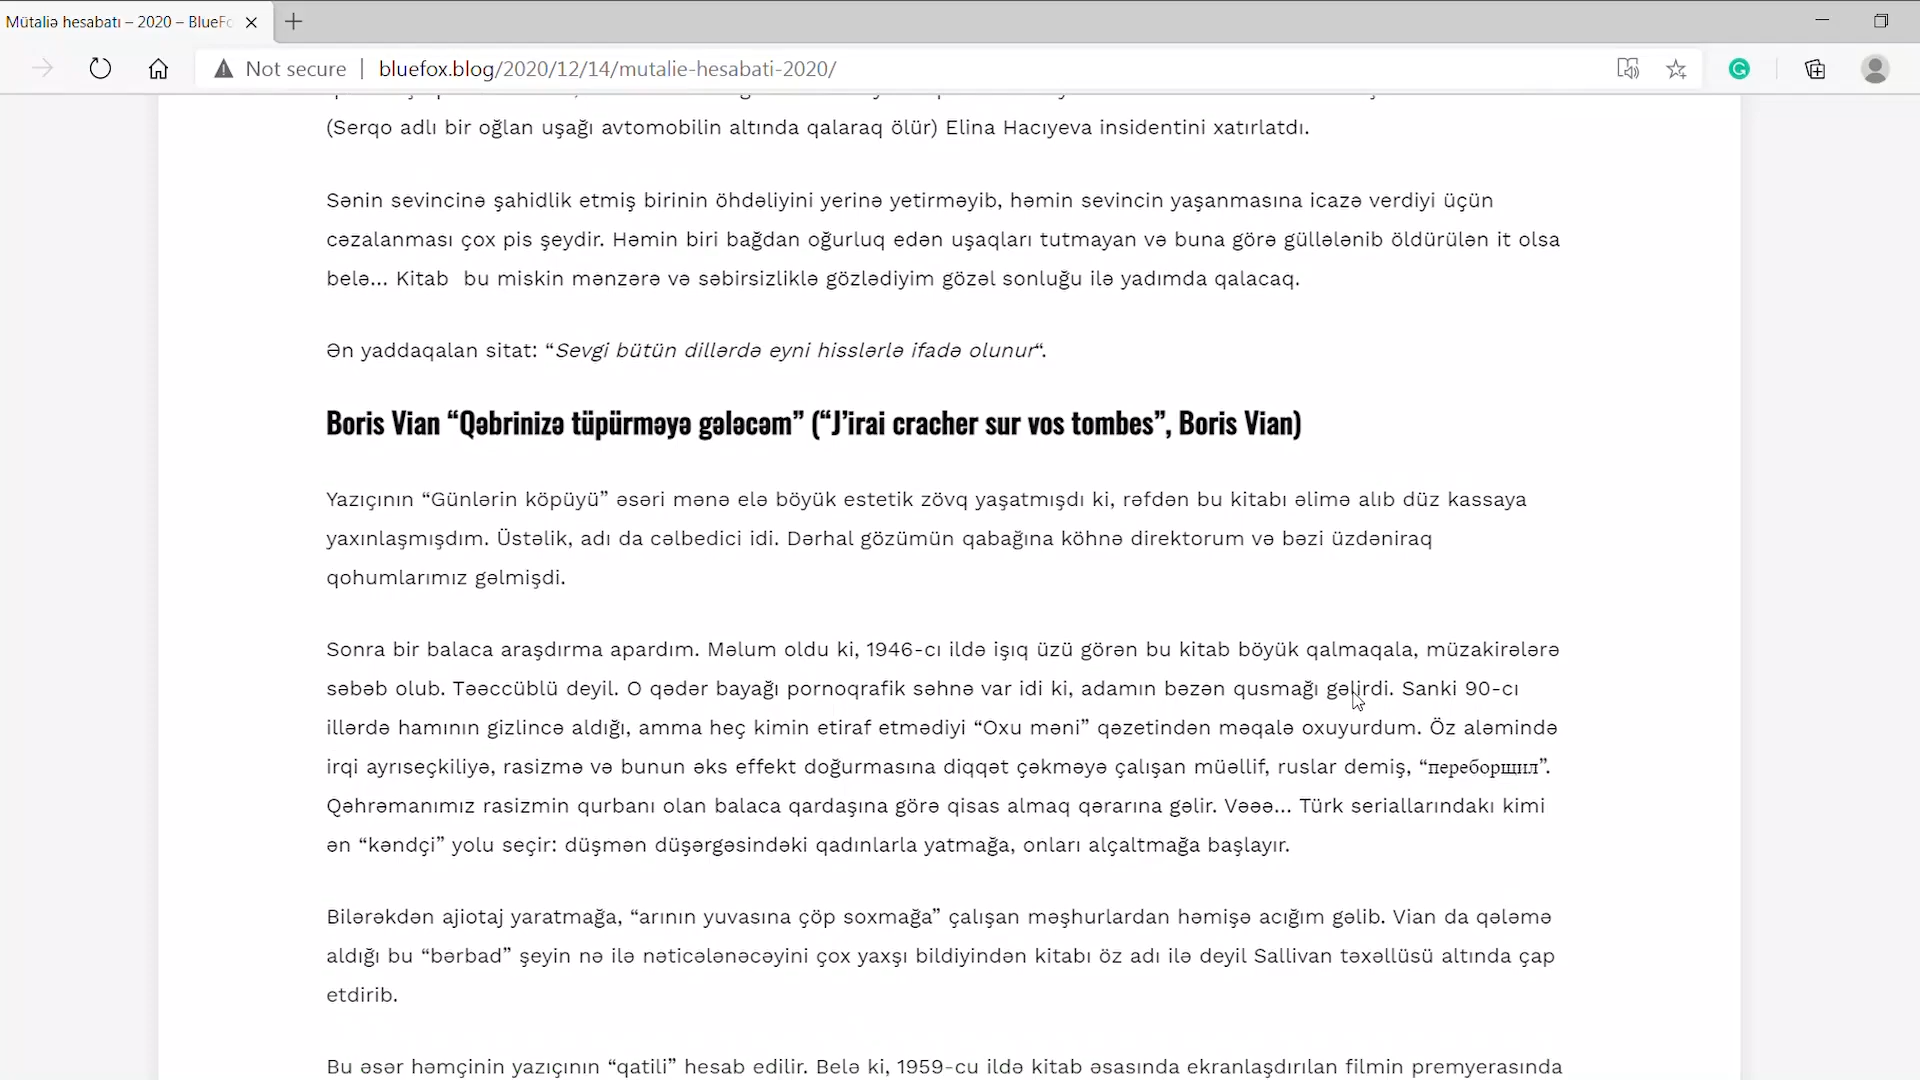 Mütaliə hesabatı – 2020 – BlueFo
Not secure | bluefox.blog/2020/12/14/mutalie-hesabati-2020/
(Serqo adlı bir oğlan uşağı avtomobilin altında qalaraq ölür) Elina Hacıyeva insidentini xatırlatdı.
Sənin sevincinə şahidlik etmiş birinin öhdəliyini yerinə yetirməyib, həmin sevincin yaşanmasına icazə verdiyi üçün
cəzalanması çox pis şeydir. Həmin biri bağdan oğurluq edən uşaqları tutmayan və buna görə güllələnib öldürülən it olsa
belə... Kitab bu miskin mənzərə və səbirsizliklə gözlədiyim gözəl sonluğu ilə yadımda qalacaq.
Ən yaddaqalan sitat: “Sevgi bütün dillərdə eyni hisslərlə ifadə olunur“.
Boris Vian “Qəbrinizə tüpürməyə gələcəm” (“J’irai cracher sur vos tombes”, Boris Vian)
Yazıçının “Günlərin köpüyü” əsəri mənə elə böyük estetik zövq yaşatmışdı ki, rəfdən bu kitabı əlimə alıb düz kassaya
yaxınlaşmışdım. Üstəlik, adı da cəlbedici idi. Dərhal gözümün qabağına köhnə direktorum və bəzi üzdəniraq
qohumlarımız gəlmişdi.
Sonra bir balaca araşdırma apardım. Məlum oldu ki, 1946-cı ildə işıq üzü görən bu kitab böyük qalmaqala, müzakirələrə
səbəb olub. Təəccüblü deyil. O qədər bayağı pornoqrafik səhnə var idi ki, adamın bəzən qusmağı gəlirdi. Sanki 90-cı
illərdə hamının gizlincə aldığı, amma heç kimin etiraf etmədiyi “Oxu məni” qəzetindən məqalə oxuyurdum. Öz aləmində
irqi ayrıseçkiliyə, rasizmə və bunun əks effekt doğurmasına diqqət çəkməyə çalışan müəllif, ruslar demiş, “переборщил”.
Qəhrəmanımız rasizmin qurbanı olan balaca qardaşına görə qisas almaq qərarına gəlir. Vəəə... Türk seriallarındakı kimi
ən “kəndçi” yolu seçir: düşmən düşərgəsindəki qadınlarla yatmağa, onları alçaltmağa başlayır.
Bilərəkdən ajiotaj yaratmağa, “arının yuvasına çöp soxmağa” çalışan məşhurlardan həmişə acığım gəlib. Vian da qələmə
aldığı bu “bərbad” şeyin nə ilə nəticələnəcəyini çox yaxşı bildiyindən kitabı öz adı ilə deyil Sallivan təxəllüsü altında çap
etdirib.
Bu əsər həmçinin yazıçının “qatili” hesab edilir. Belə ki, 1959-cu ildə kitab əsasında ekranlaşdırılan filmin premyerasında